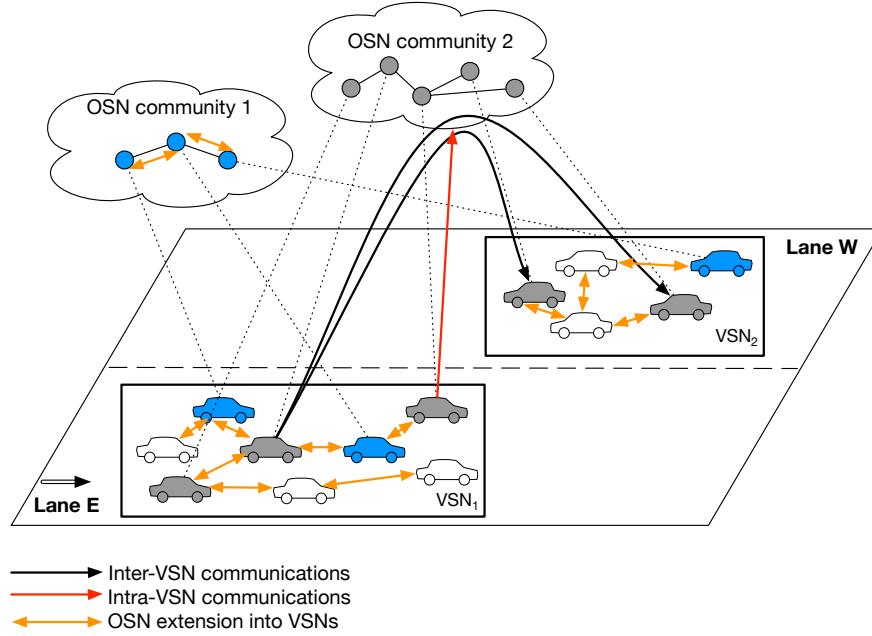 OSN community 2
OSN community 1
Lane W
VSN2
VSN1
Lane E
Inter-VSN communications
Intra-VSN communications
OSN extension into VSNs